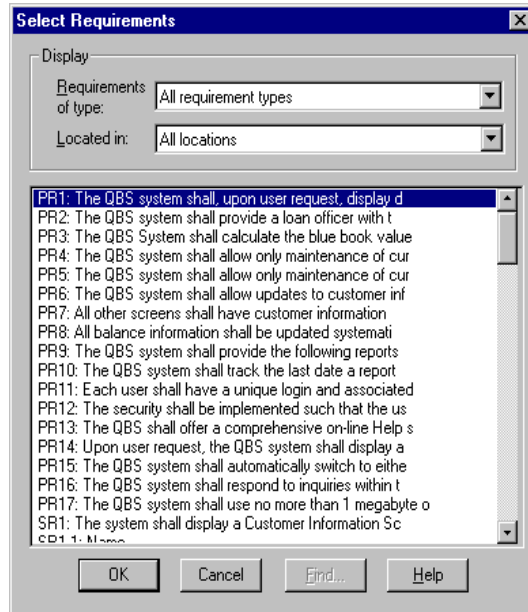 Select Requirements
Display
Requirements
of type:
All requirement types
Located in:
All locations
PR1: The QBS system shall, upon user request, display d
PR2: The QBS system shall provide a loan officer with t
PR3: The QBS System shall calculate the blue book value
PR4: The QBS system shall allow only maintenance of cur
PR5: The QBS system shall allow only maintenance of cur
PR6: The QBS system shall allow updates to customer inf
PR7: All other screens shall have customer information
PR8: All balance information shall be updated systemati
PR9: The QBS system shall provide the following reports
PR10: The QBS system shall track the last date a report
PR11: Each user shall have a unique login and associated
PR12: The security shall be implemented such that the us
PR13: The QBS shall offer a comprehensive on-line Help s
PR14: Upon user request, the QBS system shall display a
PR15: The QBS system shall automatically switch to eithe
PR16: The QBS system shall respond to inquiries within t
PR17: The QBS system shall use no more than 1 megabyte o
SR1: The system shall display a Customer Information Sc
SR1.1: Name
OK
Cancel
Find...
Help